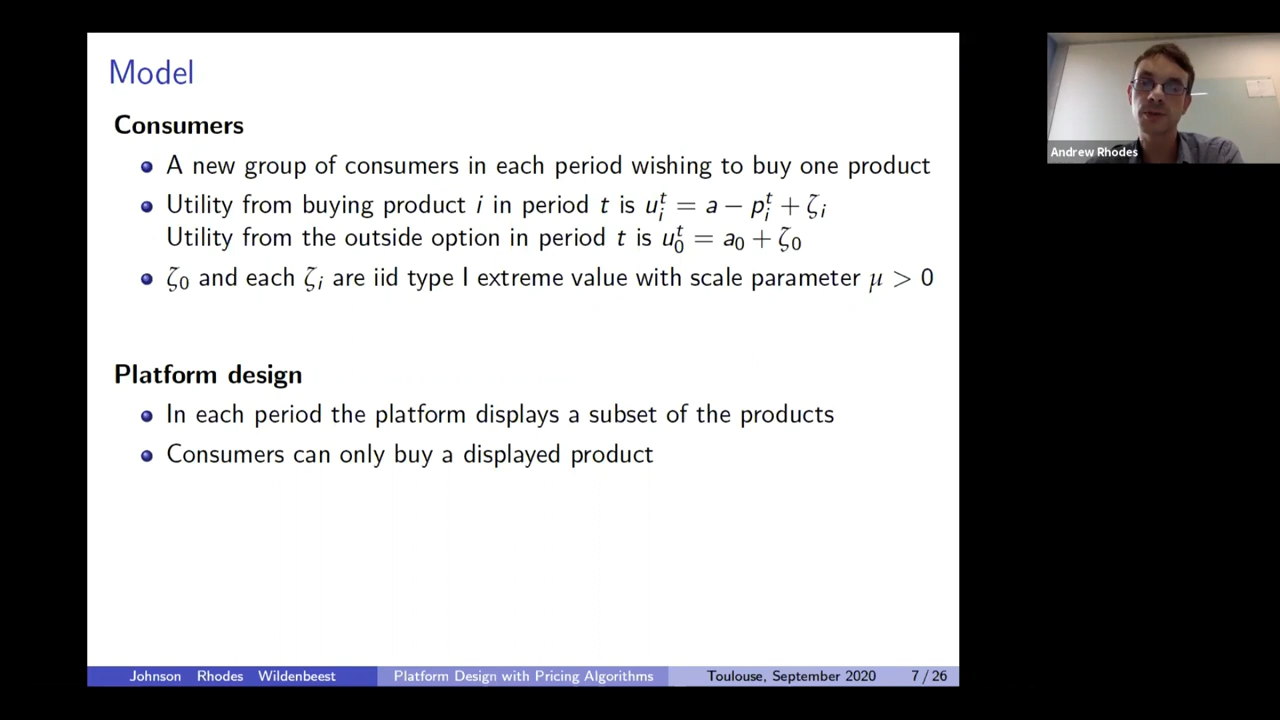 Model
Consumers
A new group of consumers in each period wishing to buy one product
Utility from buying product i in period t is u_i^t = a − p_i^t + ζ_i
Utility from the outside option in period t is u_0^t = a_0 + ζ_0
ζ_0 and each ζ_i are iid type I extreme value with scale parameter μ > 0
Platform design
In each period the platform displays a subset of the products
Consumers can only buy a displayed product
Johnson Rhodes Wildenbeest Platform Design with Pricing Algorithms Toulouse, September 2020 7 / 26
Andrew Rhodes